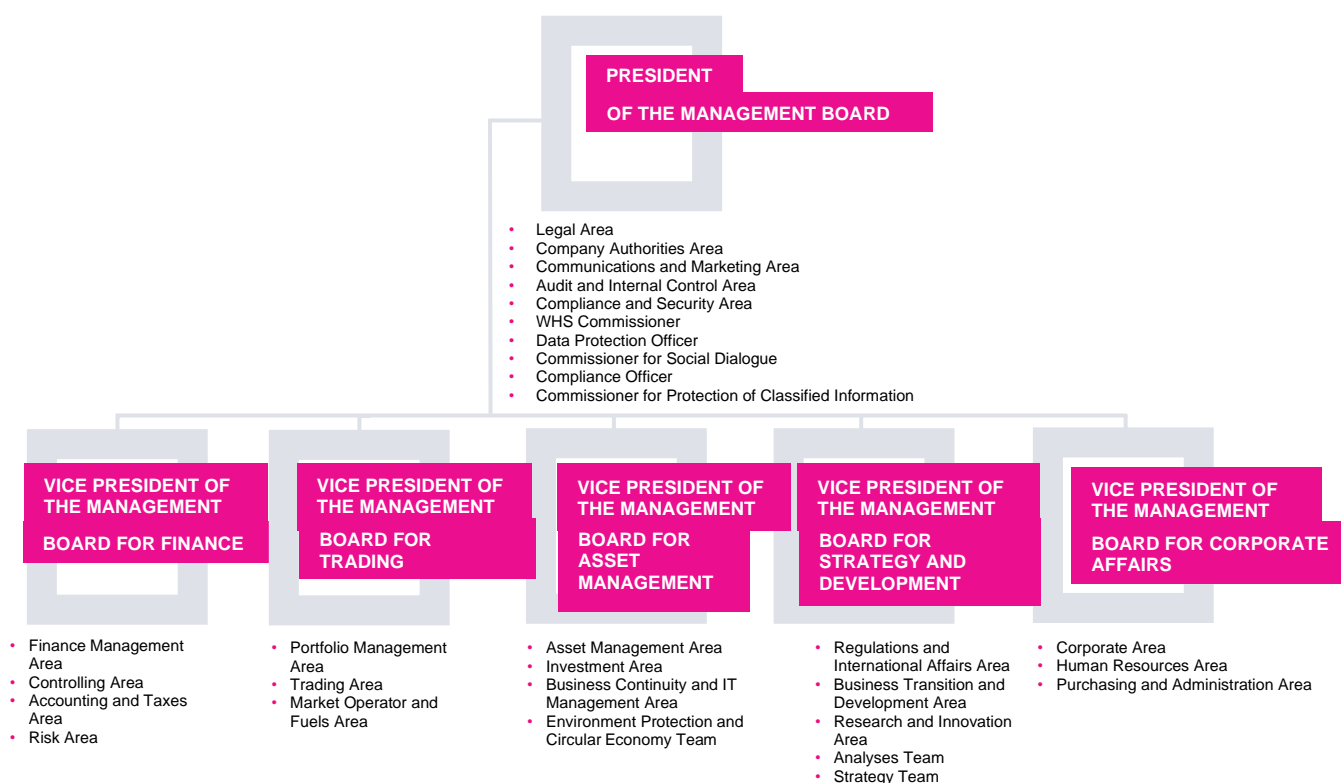 PRESIDENT
OF THE MANAGEMENT BOARD
• Legal Area
• Company Authorities Area
• Communications and Marketing Area
• Audit and Internal Control Area
• Compliance and Security Area
• WHS Commissioner
• Data Protection Officer
• Commissioner for Social Dialogue
• Compliance Officer
• Commissioner for Protection of Classified Information
VICE PRESIDENT OF
THE MANAGEMENT
BOARD FOR FINANCE
• Finance Management
Area
• Controlling Area
• Accounting and Taxes
Area
• Risk Area
VICE PRESIDENT OF
THE MANAGEMENT
BOARD FOR
TRADING
• Portfolio Management
Area
• Trading Area
• Market Operator and
Fuels Area
VICE PRESIDENT OF
THE MANAGEMENT
BOARD FOR
ASSET
MANAGEMENT
• Asset Management Area
• Investment Area
• Business Continuity and IT
Management Area
• Environment Protection and
Circular Economy Team
VICE PRESIDENT OF
THE MANAGEMENT
BOARD FOR
STRATEGY AND
DEVELOPMENT
• Regulations and
International Affairs Area
• Business Transition and
Development Area
• Research and Innovation
Area
• Analyses Team
• Strategy Team
VICE PRESIDENT OF
THE MANAGEMENT
BOARD FOR CORPORATE
AFFAIRS
• Corporate Area
• Human Resources Area
• Purchasing and Administration Area